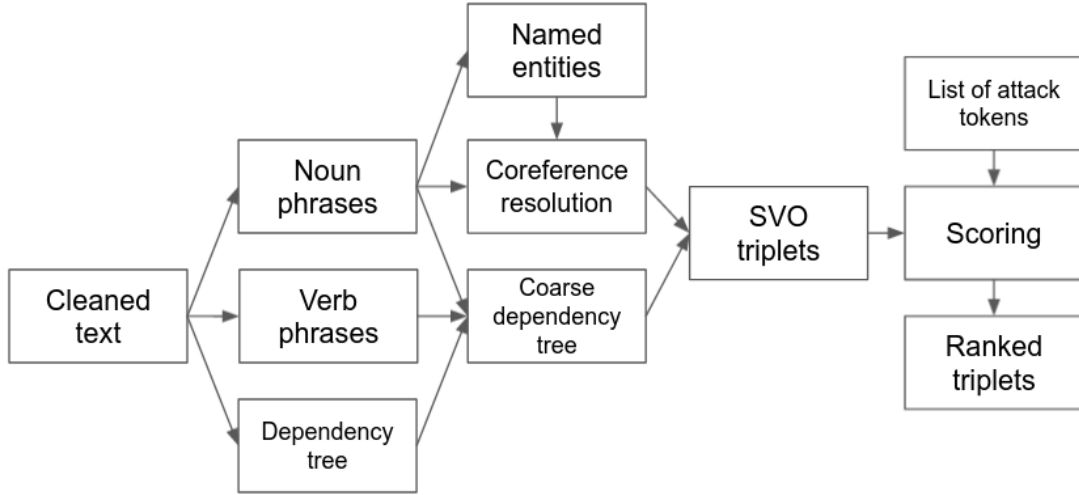 Cleaned
text
Noun
phrases
Verb
phrases
Dependency
tree
Named
entities
Coreference
resolution
Coarse
dependency
tree
SVO
triplets
List of attack
tokens
Scoring
Ranked
triplets